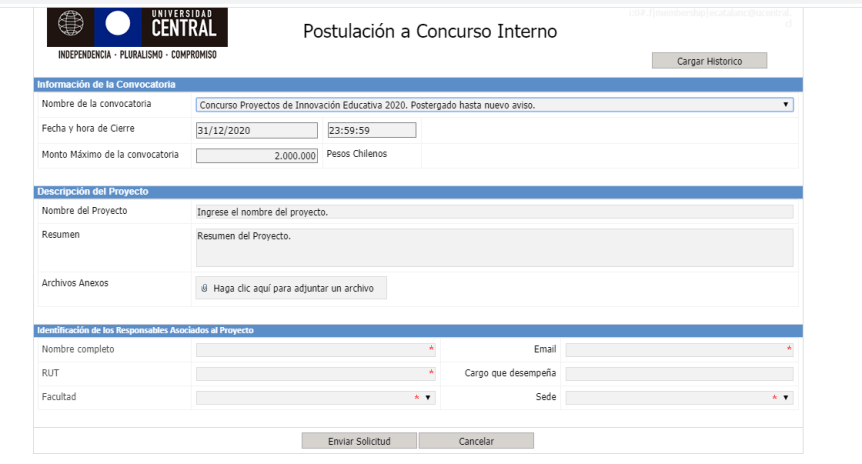 UNIVERSIDAD
CENTRAL
INDEPENDENCIA · PLURALISMO · COMPROMISO
Postulación a Concurso Interno
Cargar Historico
Información de la Convocatoria
Nombre de la convocatoria Concurso Proyectos de Innovación Educativa 2020. Postergado hasta nuevo aviso.
Fecha y hora de Cierre 31/12/2020 23:59:59
Monto Máximo de la convocatoria 2.000.000 Pesos Chilenos
Descripción del Proyecto
Nombre del Proyecto Ingrese el nombre del proyecto.
Resumen Resumen del Proyecto.
Archivos Anexos Haga clic aquí para adjuntar un archivo
Identificación de los Responsables Asociados al Proyecto
Nombre completo * Email *
RUT * Cargo que desempeña
Facultad * Sede *
Enviar Solicitud Cancelar